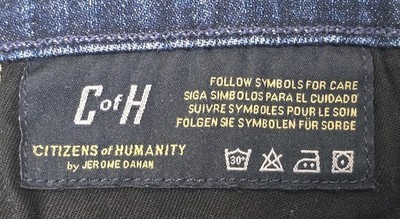 C of H
CITIZENS of HUMANITY
by JEROME DAHAN
FOLLOW SYMBOLS FOR CARE
SIGA SIMBOLOS PARA EL CUIDADO
SUIVRE SYMBOLES POUR LE SOIN
FOLGEN SIE SYMBOLEN FÜR SORGE
30°